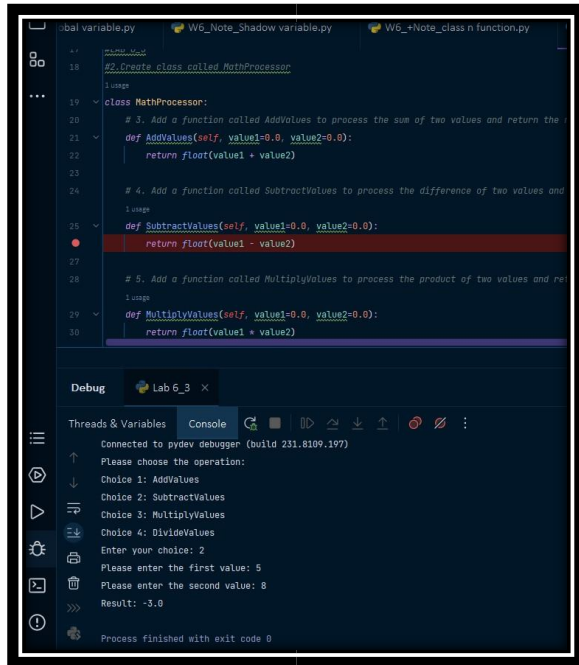 obal variable.py W6_Note_Shadow variable.py W6_+Note_class n function.py
17 #LAB 6_3
18 #2.Create class called MathProcessor
1 usage
19 class MathProcessor:
20 # 3. Add a function called AddValues to process the sum of two values and return the
21 def AddValues(self, value1=0.0, value2=0.0):
22 return float(value1 + value2)
23
24 # 4. Add a function called SubtractValues to process the difference of two values and
1 usage
25 def SubtractValues(self, value1=0.0, value2=0.0):
return float(value1 - value2)
27
28 # 5. Add a function called MultiplyValues to process the product of two values and ret
1 usage
29 def MultiplyValues(self, value1=0.0, value2=0.0):
30 return float(value1 * value2)
Debug Lab 6_3
Threads & Variables Console
Connected to pydev debugger (build 231.8109.197)
Please choose the operation:
Choice 1: AddValues
Choice 2: SubtractValues
Choice 3: MultiplyValues
Choice 4: DivideValues
Enter your choice: 2
Please enter the first value: 5
Please enter the second value: 8
Result: -3.0
Process finished with exit code 0